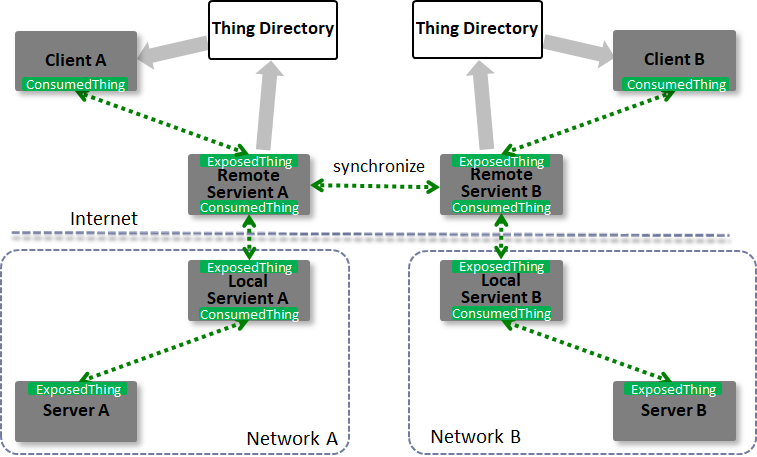 Thing Directory
Thing Directory
Client A
ConsumedThing
Client B
ConsumedThing
ExposedThing
Remote
Servient A
ConsumedThing
synchronize
ExposedThing
Remote
Servient B
ConsumedThing
Internet
ExposedThing
Local
Servient A
ConsumedThing
ExposedThing
Local
Servient B
ConsumedThing
ExposedThing
Server A
ExposedThing
Server B
Network A
Network B